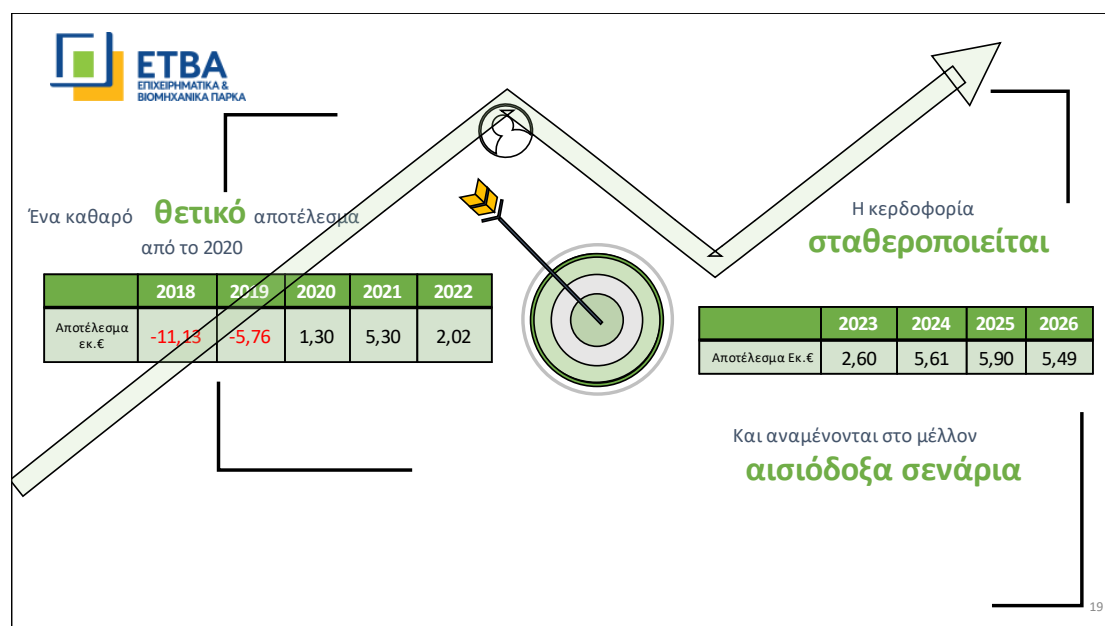 ΕΤΒΑ
ΕΠΙΧΕΙΡΗΜΑΤΙΚΑ &
ΒΙΟΜΗΧΑΝΙΚΑ ΠΑΡΚΑ
Ένα καθαρό θετικό αποτέλεσμα
από το 2020
2018 2019 2020 2021 2022
Αποτέλεσμα
εκ.€
-11,13 -5,76 1,30 5,30 2,02
Η κερδοφορία
σταθεροποιείται
2023 2024 2025 2026
Αποτέλεσμα Εκ.€ 2,60 5,61 5,90 5,49
Και αναμένονται στο μέλλον
αισιόδοξα σενάρια
19